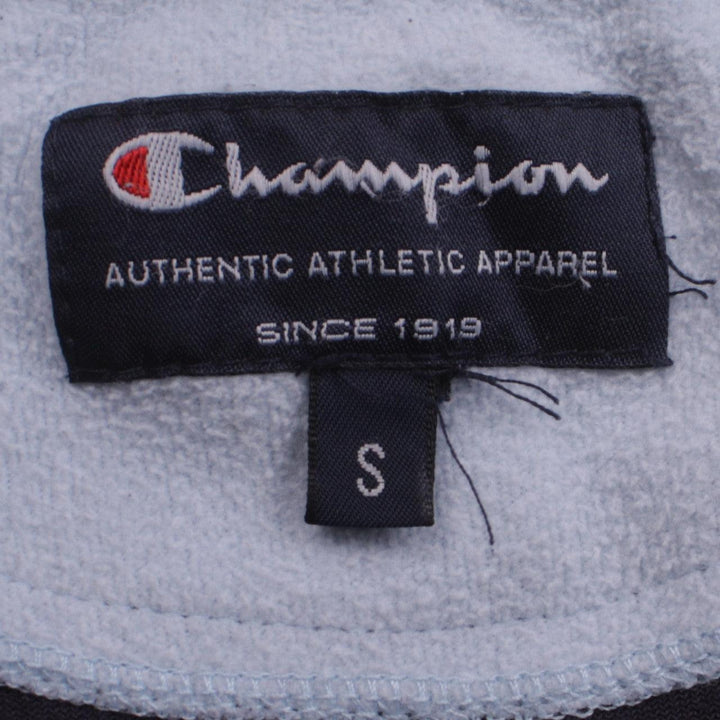 Champion
AUTHENTIC ATHLETIC APPAREL
SINCE 1919
S